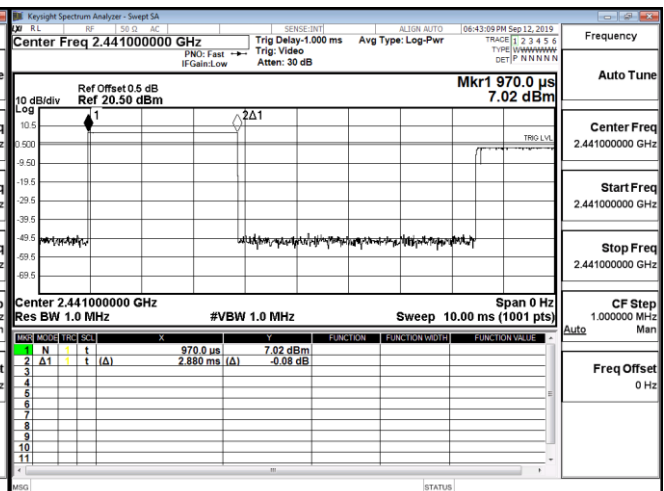 Keysight Spectrum Analyzer - Swept SA
LXI RL RF 50 Ω AC SENSE:INT ALIGN AUTO 06:43:09 PM Sep 12, 2019
Center Freq 2.441000000 GHz
PNO: Fast
IFGain:Low
Trig Delay-1.000 ms
Trig: Video
Atten: 30 dB
Avg Type: Log-Pwr
TRACE 1 2 3 4 5 6
TYPE WWWWWW
DET P N N N N N
Ref Offset 0.5 dB
10 dB/div Ref 20.50 dBm
Mkr1 970.0 µs
7.02 dBm
Log
1
2Δ1
10.5
0.500
TRIG LVL
-9.50
-19.5
-29.5
-39.5
-49.5
-59.5
-69.5
Center 2.441000000 GHz Span 0 Hz
Res BW 1.0 MHz #VBW 1.0 MHz Sweep 10.00 ms (1001 pts)
MKR MODE TRC SCL X Y FUNCTION FUNCTION WIDTH FUNCTION VALUE
1 N 1 t 970.0 µs 7.02 dBm
2 Δ1 1 t (Δ) 2.880 ms (Δ) -0.08 dB
3
4
5
6
7
8
9
10
11
MSG STATUS
Frequency
Auto Tune
Center Freq
2.441000000 GHz
Start Freq
2.441000000 GHz
Stop Freq
2.441000000 GHz
CF Step
1.000000 MHz
Auto Man
Freq Offset
0 Hz